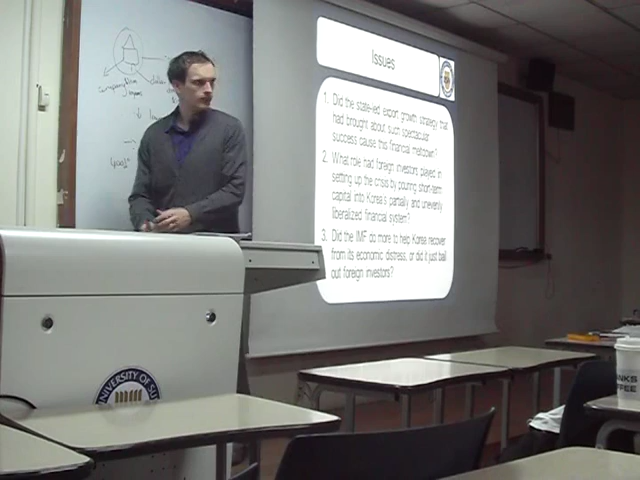 Issues
1. Did the state-led export growth strategy that
had brought about such spectacular
success cause this financial meltdown?
2. What role had foreign investors played in
setting up the crisis by pouring short-term
capital into Korea's partially and unevenly
liberalized financial system?
3. Did the IMF do more to help Korea recover
from its economic distress, or did it just bail
out foreign investors?
company
UNIVERSITY OF SU